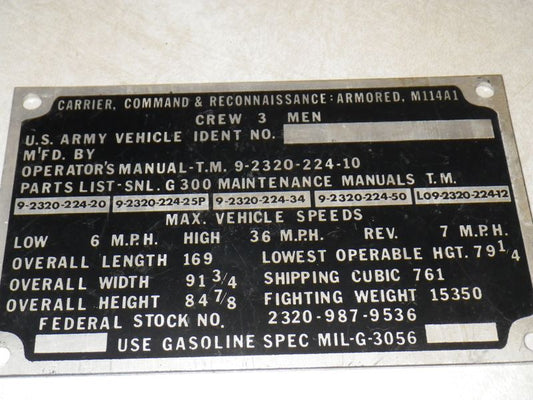 CARRIER, COMMAND & RECONNAISSANCE: ARMORED, M114A1
CREW 3 MEN
U.S. ARMY VEHICLE IDENT NO.
M'FD. BY
OPERATOR'S MANUAL-T.M. 9-2320-224-10
PARTS LIST-SNL. G300 MAINTENANCE MANUALS T.M.
9-2320-224-20 9-2320-224-25P 9-2320-224-34 9-2320-224-50 LO9-2320-224-12
MAX. VEHICLE SPEEDS
LOW 6 M.P.H. HIGH 36 M.P.H. REV. 7 M.P.H.
OVERALL LENGTH 169 LOWEST OPERABLE HGT. 79 1/4
OVERALL WIDTH 91 3/4 SHIPPING CUBIC 761
OVERALL HEIGHT 84 7/8 FIGHTING WEIGHT 15350
FEDERAL STOCK NO. 2320-987-9536
USE GASOLINE SPEC MIL-G-3056